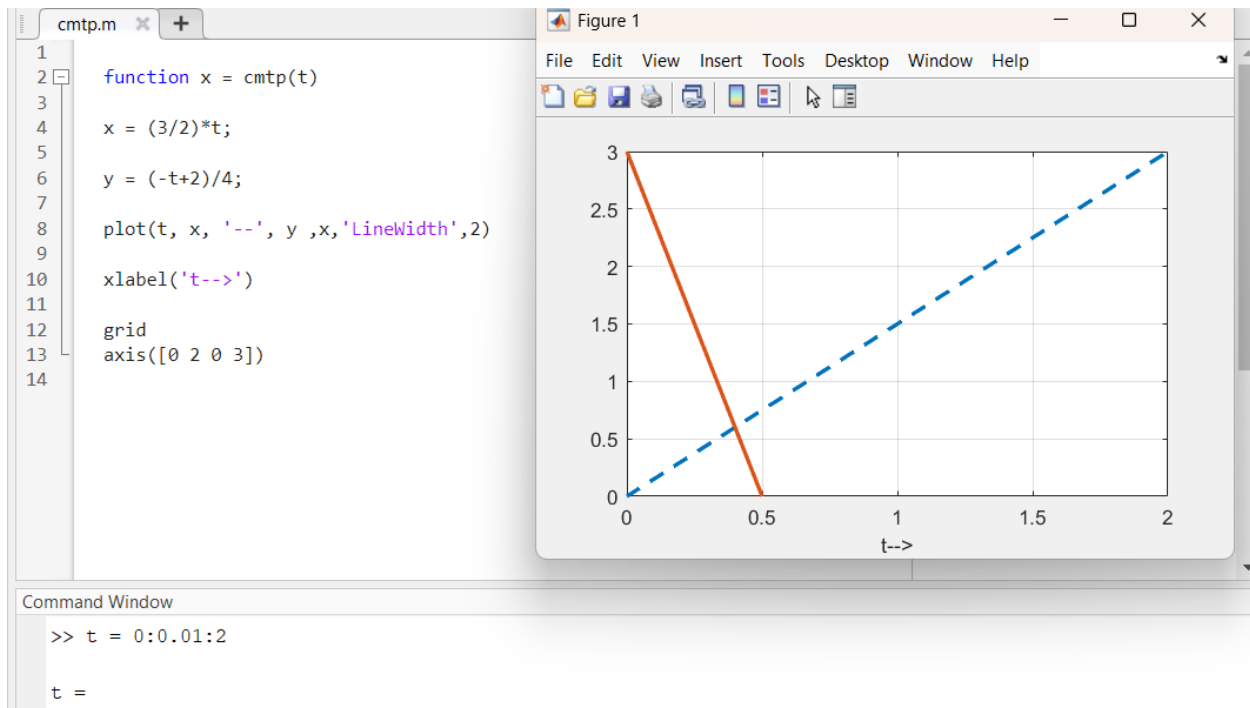 cmtp.m
1
2 function x = cmtp(t)
3
4 x = (3/2)*t;
5
6 y = (-t+2)/4;
7
8 plot(t, x, '--', y ,x,'LineWidth',2)
9
10 xlabel('t-->')
11
12 grid
13 axis([0 2 0 3])
14
Figure 1
File Edit View Insert Tools Desktop Window Help
3
2.5
2
1.5
1
0.5
0
0 0.5 1 1.5 2
t-->
Command Window
>> t = 0:0.01:2
t =